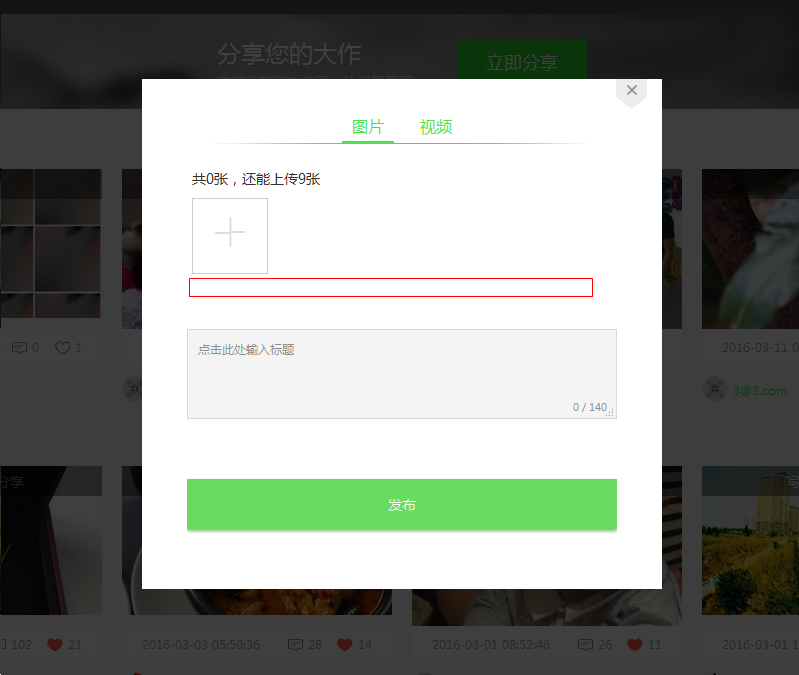 分享您的大作
立即分享
图片 视频
共0张，还能上传9张
点击此处输入标题
0 / 140
发布
0 1
2016-03-11 0
3@3.com
分享
写
102 21
2016-03-03 05:50:36 28 14
2016-03-01 08:52:46 26 11
2016-03-01 1